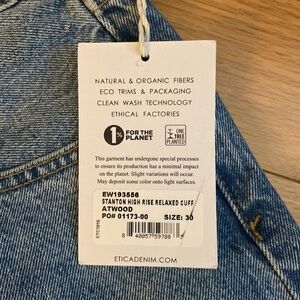 NATURAL & ORGANIC FIBERS
ECO TRIMS & PACKAGING
CLEAN WASH TECHNOLOGY
ETHICAL FACTORIES
1% FOR THE PLANET
ONE TREE PLANTED
This garment has undergone special processes
to ensure its production has a minimal impact
on the planet. Slight variations will occur.
May deposit some color onto light surfaces.
EW193556
STANTON HIGH RISE RELAXED CUFF
ATWOOD
PO# 01173-00 SIZE: 30
ETICADENIM.COM